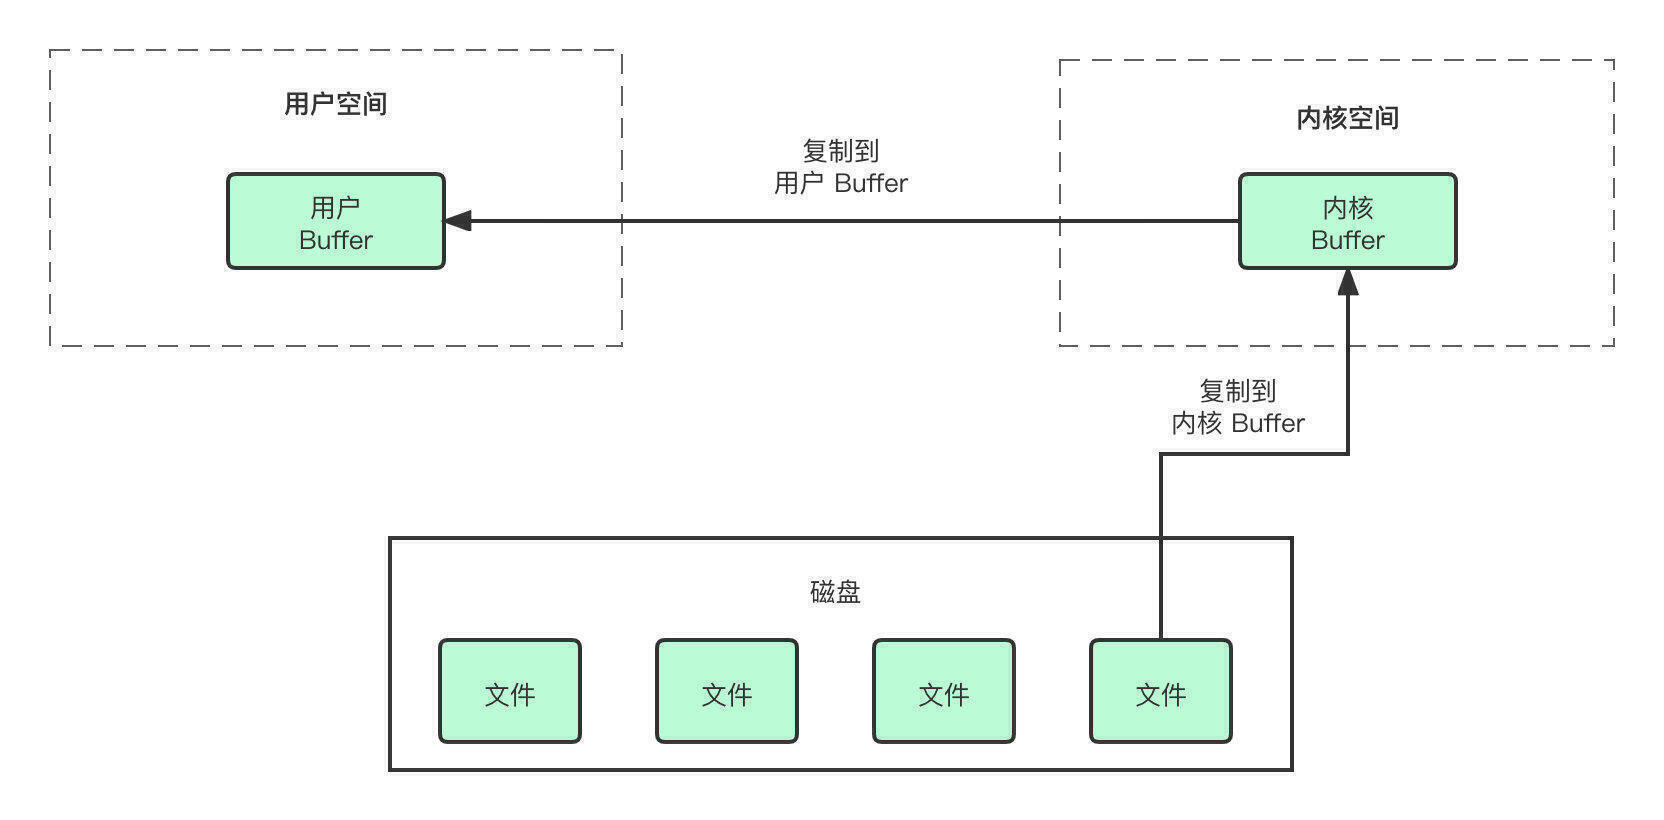 用户空间
内核空间
复制到
用户 Buffer
用户
Buffer
内核
Buffer
复制到
内核 Buffer
磁盘
文件
文件
文件
文件